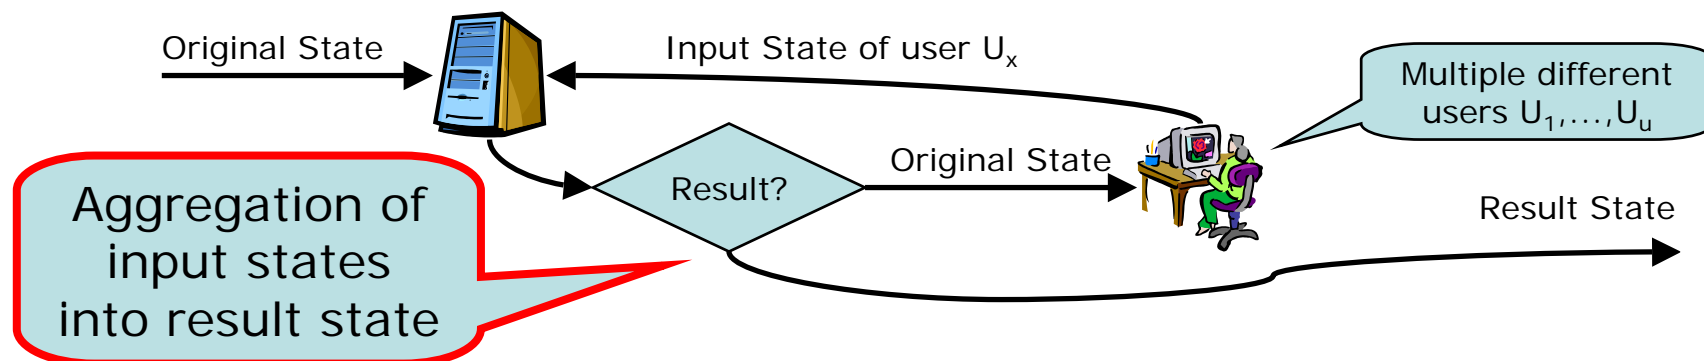 Original State
Input State of user Uₓ
Multiple different
users U₁,...,Uᵤ
Original State
Result?
Aggregation of
input states
into result state
Result State